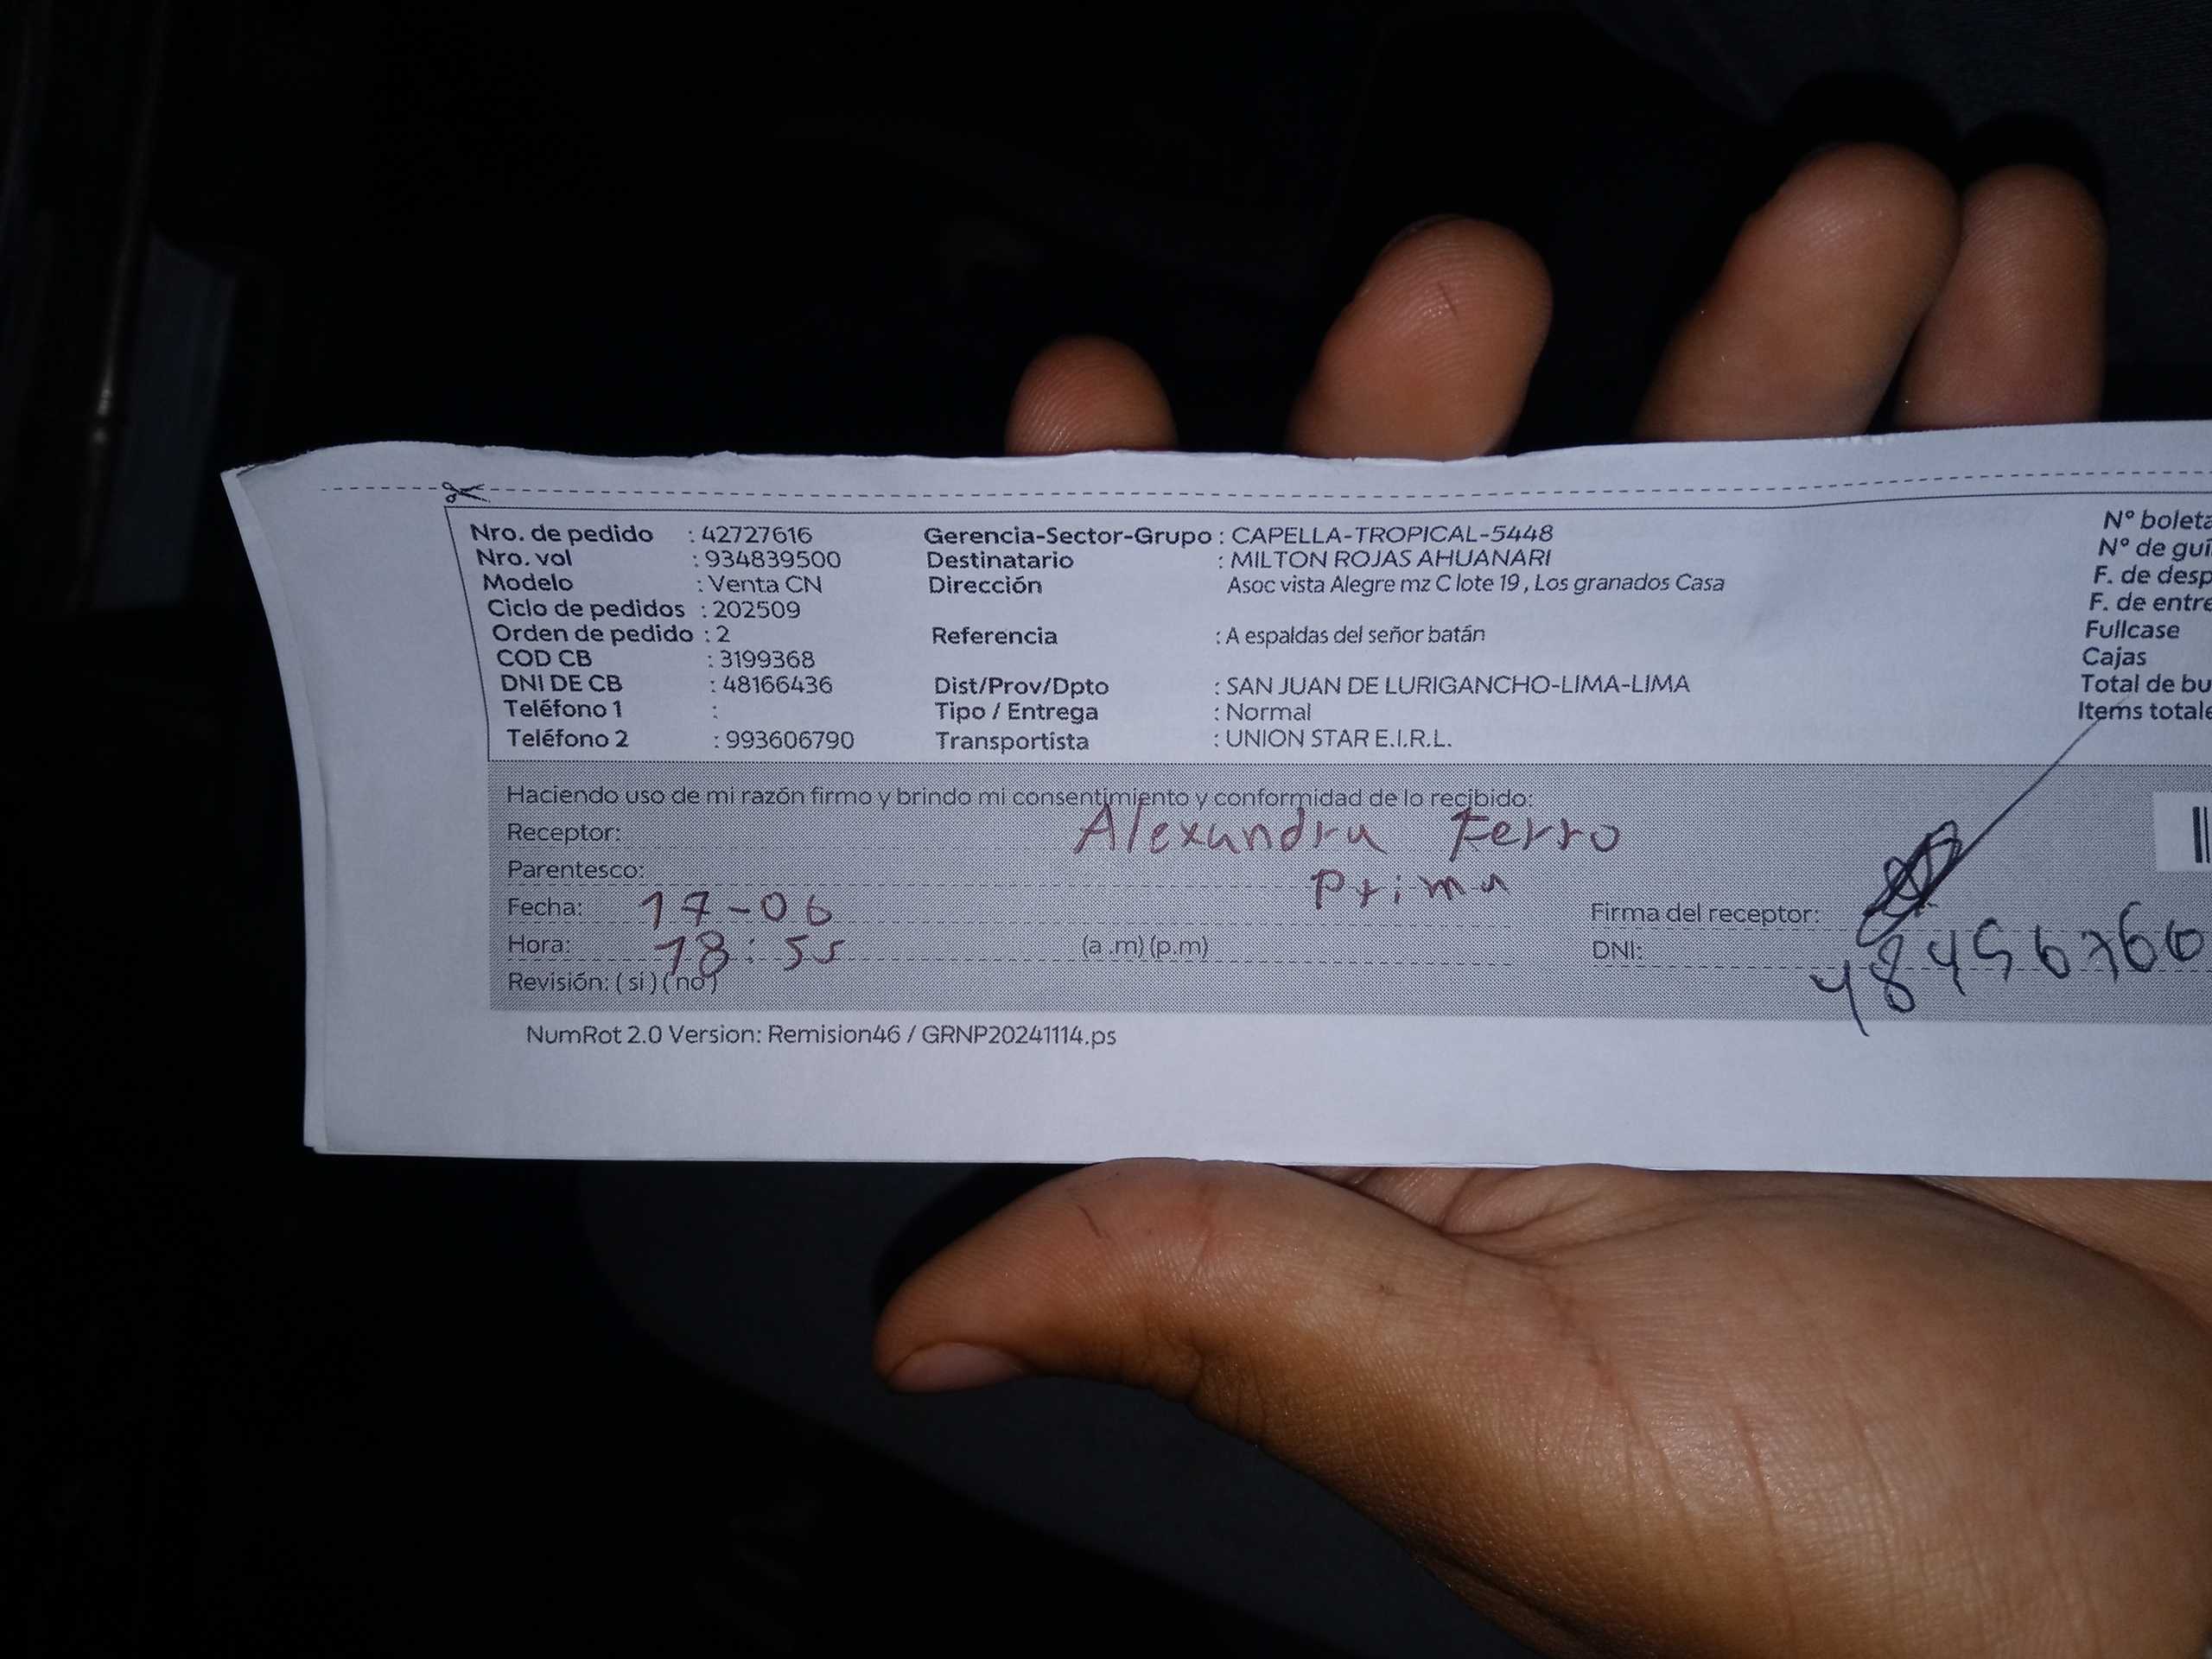 Nro. de pedido : 42727616 Gerencia-Sector-Grupo : CAPELLA-TROPICAL-5448 N° boleta
Nro. vol : 934839500 Destinatario : MILTON ROJAS AHUANARI N° de guí
Modelo : Venta CN Dirección Asoc vista Alegre mz C lote 19 , Los granados Casa F. de desp
Ciclo de pedidos : 202509 F. de entre
Orden de pedido : 2 Referencia : A espaldas del señor batán Fullcase
COD CB : 3199368 Cajas
DNI DE CB : 48166436 Dist/Prov/Dpto : SAN JUAN DE LURIGANCHO-LIMA-LIMA Total de bu
Teléfono 1 : Tipo / Entrega : Normal Items totale
Teléfono 2 : 993606790 Transportista : UNION STAR E.I.R.L.
Haciendo uso de mi razón firmo y brindo mi consentimiento y conformidad de lo recibido:
Receptor: Alexandra Ferro
Parentesco: Prima
Fecha: 17-06 Firma del receptor:
Hora: 18:55 (a .m) (p.m) DNI: 48456760
Revisión: ( si ) ( no )
NumRot 2.0 Version: Remision46 / GRNP20241114.ps